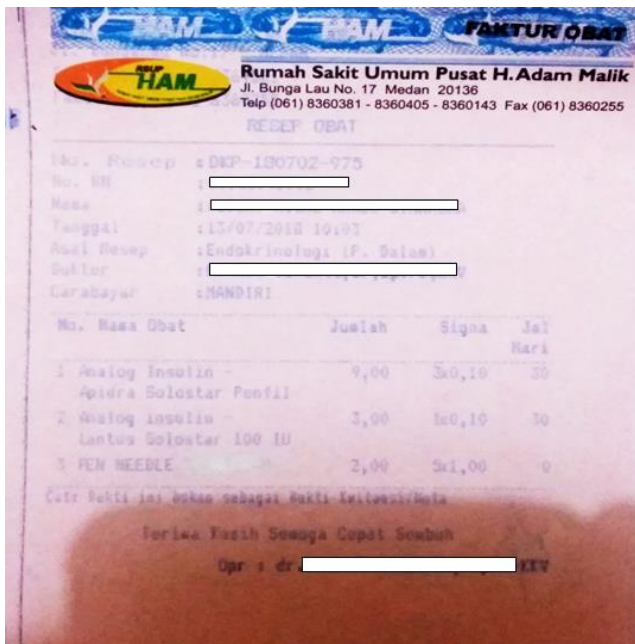 HAM HAM FAKTUR OBAT
RSUP
HAM
Rumah Sakit Umum Pusat H.Adam Malik
Jl. Bunga Lau No. 17 Medan 20136
Telp (061) 8360381 - 8360405 - 8360143 Fax (061) 8360255
RESEP OBAT
No. Resep : DKP-180702-975
No. RM :
Nama :
Tanggal : 13/07/2018 10:03
Asal Resep : Endokrinologi (P. Dalam)
Dokter :
Carabayar : MANDIRI
No. Nama Obat Jumlah Signa Jml Hari
1 Analog Insulin - 9,00 3x0,10 30
Apidra Solostar Penfil
2 Analog insulin - 3,00 1x0,10 30
Lantus Solostar 100 IU
3 PEN NEEDLE 2,00 5x1,00 0
Catt Bukti ini bukan sebagai Bukti Kwitansi/Nota
Terima Kasih Semoga Cepat Sembuh
Opr : dr.